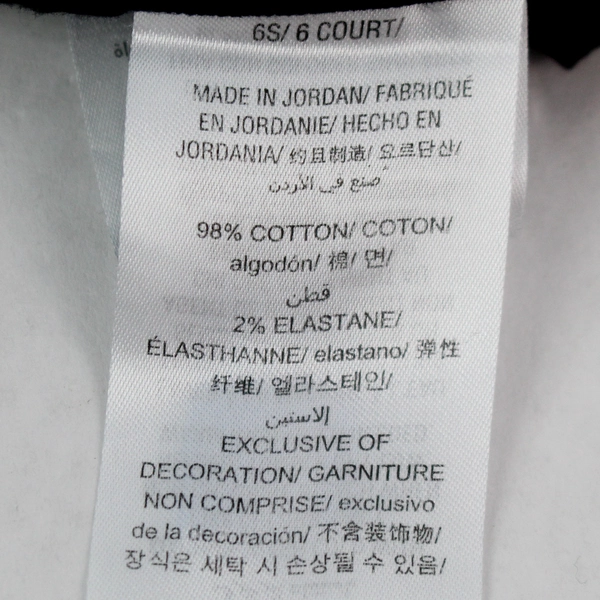 6S/ 6 COURT/
MADE IN JORDAN/ FABRIQUÉ
EN JORDANIE/ HECHO EN
JORDANIA/ 约旦制造/ 요르단산/
صنع في الأردن
98% COTTON/ COTON/
algodón/ 棉/ 면/
قطن
2% ELASTANE/
ÉLASTHANNE/ elastano/ 弹性
纤维/ 엘라스테인/
إلاستين
EXCLUSIVE OF
DECORATION/ GARNITURE
NON COMPRISE/ exclusivo
de la decoración/ 不含装饰物/
장식은 세탁 시 손상될 수 있음/